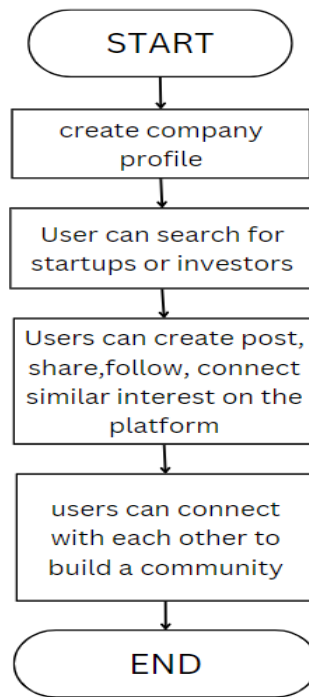 START
create company
profile
User can search for
startups or investors
Users can create post,
share,follow, connect
similar interest on the
platform
users can connect
with each other to
build a community
END